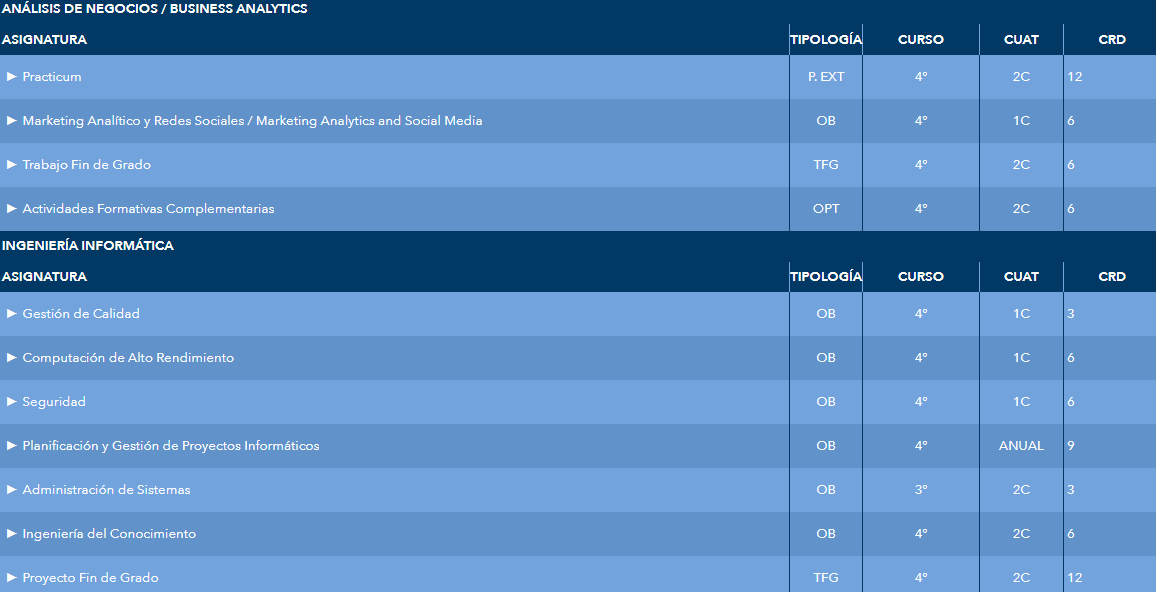 ANÁLISIS DE NEGOCIOS / BUSINESS ANALYTICS
ASIGNATURA TIPOLOGÍA CURSO CUAT CRD
► Practicum P. EXT 4º 2C 12
► Marketing Analítico y Redes Sociales / Marketing Analytics and Social Media OB 4º 1C 6
► Trabajo Fin de Grado TFG 4º 2C 6
► Actividades Formativas Complementarias OPT 4º 2C 6
INGENIERÍA INFORMÁTICA
ASIGNATURA TIPOLOGÍA CURSO CUAT CRD
► Gestión de Calidad OB 4º 1C 3
► Computación de Alto Rendimiento OB 4º 1C 6
► Seguridad OB 4º 1C 6
► Planificación y Gestión de Proyectos Informáticos OB 4º ANUAL 9
► Administración de Sistemas OB 3º 2C 3
► Ingeniería del Conocimiento OB 4º 2C 6
► Proyecto Fin de Grado TFG 4º 2C 12